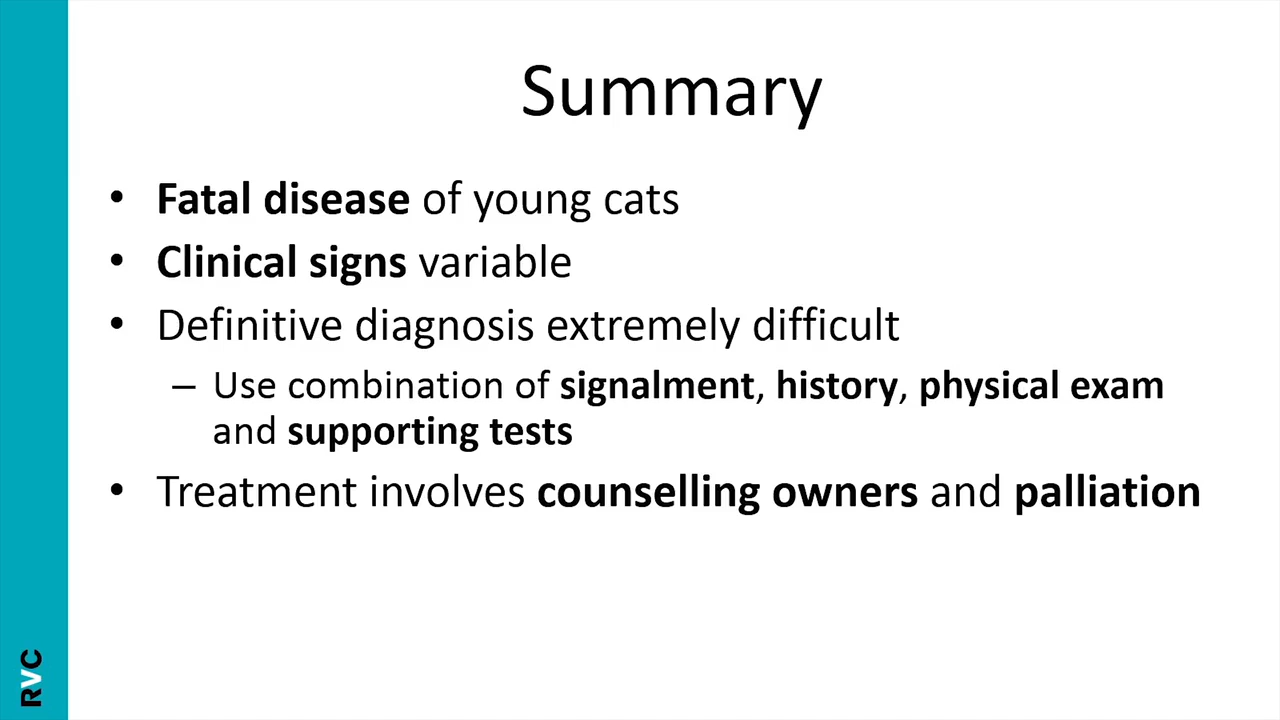 Summary
• Fatal disease of young cats
• Clinical signs variable
• Definitive diagnosis extremely difficult
– Use combination of signalment, history, physical exam
and supporting tests
• Treatment involves counselling owners and palliation
RVC